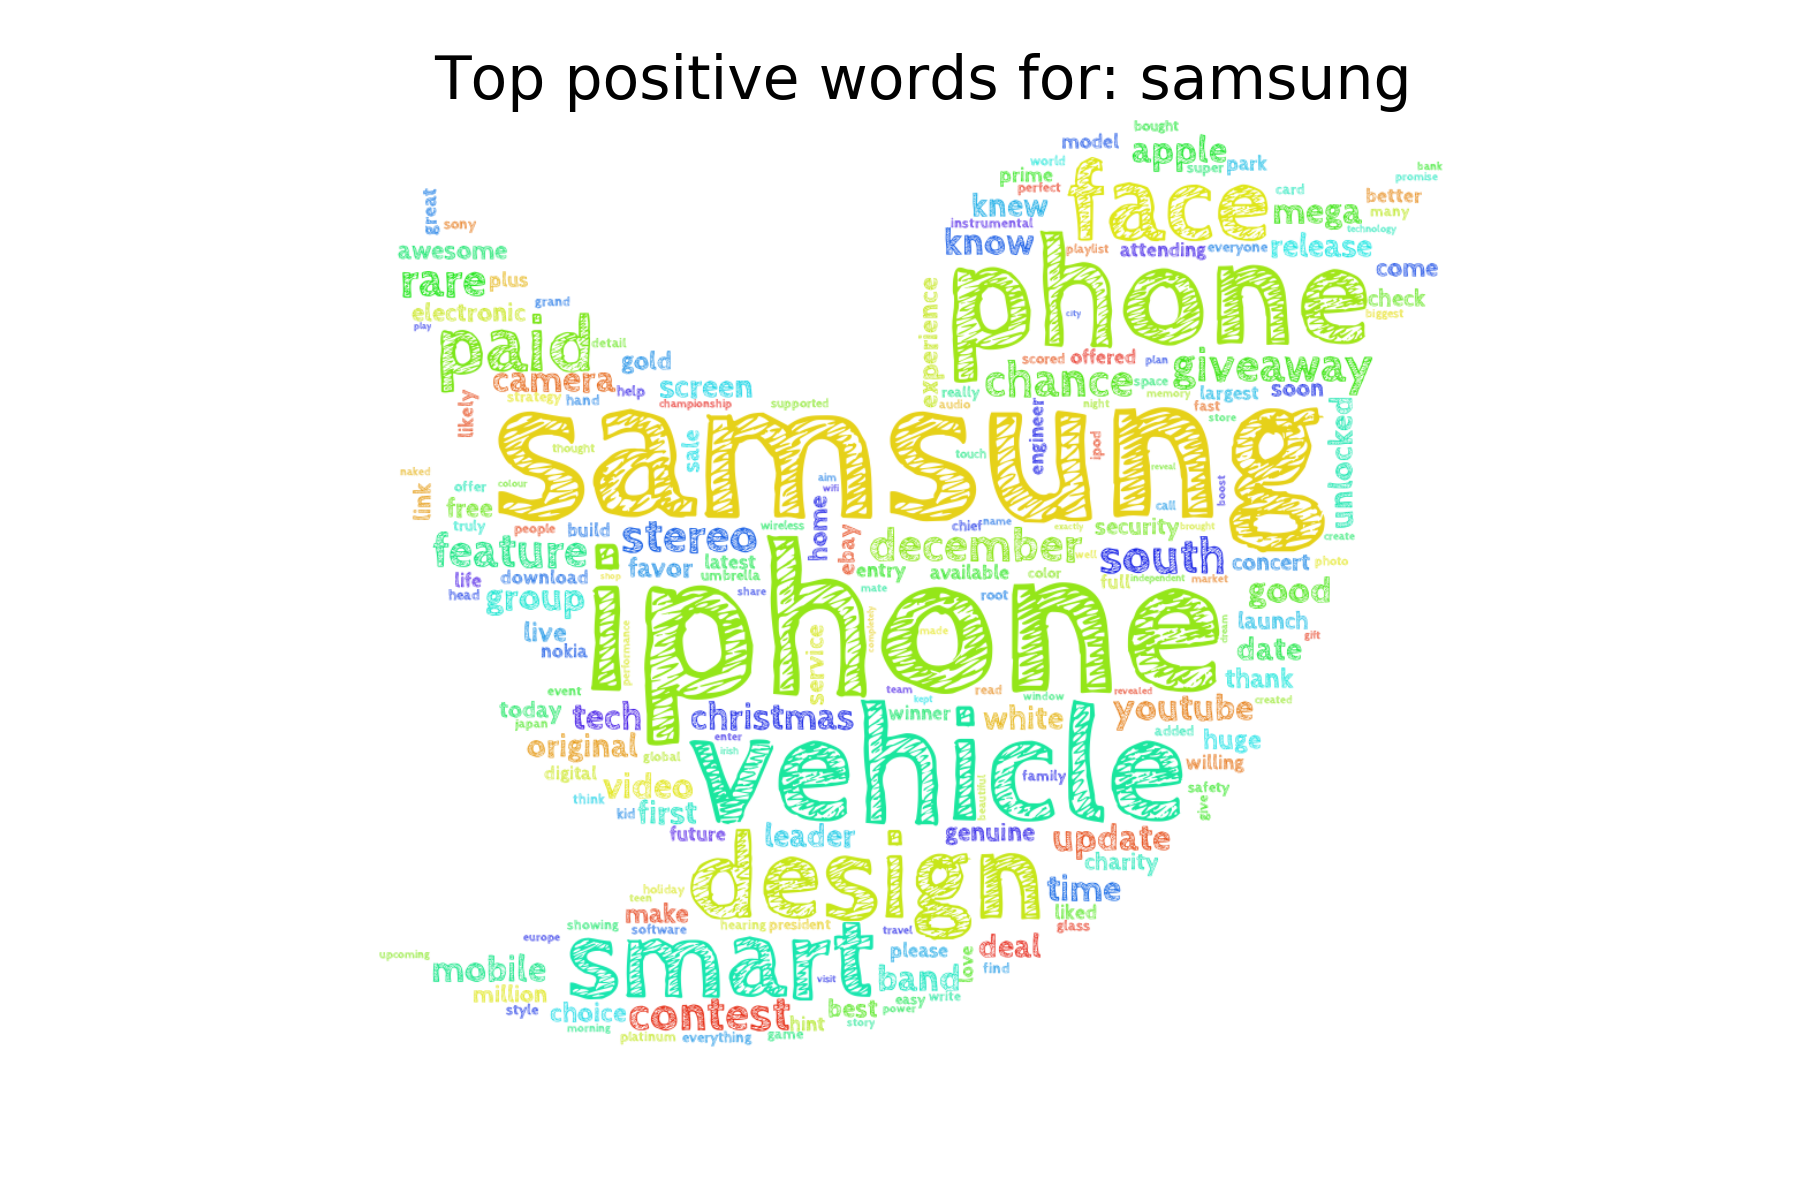 Top positive words for: samsung
bought
model
apple
world
super
park
bank
promise
prime
perfect
face
card
better
great
sony
knew
mega
many
instrumental
technology
know
playlist
attending
everyone
release
awesome
come
rare
plus
phone
experience
check
grand
electronic
city
biggest
play
paid
detail
gold
scored
offered
plan
giveaway
camera
help
screen
chance
space
soon
strategy
hand
really
memory
largest
likely
championship
supported
audio
night
fast
unlocked
samsung
store
engineer
thought
sale
touch
ipod
reveal
naked
link
offer
colour
aim
wifi
boost
free
home
call
truly
people
build
stereo
wireless
chief
name
exactly
security
brought
create
feature
ebay
december
well
south
concert
photo
favor
latest
life
download
shop
umbrella
entry
available
color
full
independent
market
head
group
share
mate
root
good
iphone
live
performance
completely
made
dream
launch
gift
nokia
service
date
thank
event
team
kept
read
window
revealed
created
today
tech
christmas
winner
white
youtube
japan
enter
added
original
global
irish
vehicle
huge
digital
video
family
willing
think
beautiful
safety
kid
first
give
future
leader
genuine
update
design
charity
holiday
time
teen
make
liked
showing
software
hearing
president
glass
europe
travel
upcoming
smart
please
love
deal
mobile
visit
band
find
million
easy
write
style
choice
contest
best
power
morning
hint
story
platinum
everything
game